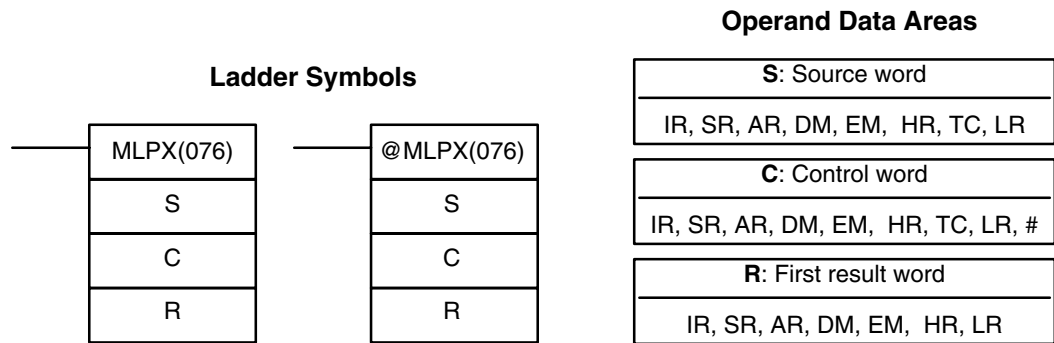 Operand Data Areas
Ladder Symbols
S: Source word
IR, SR, AR, DM, EM, HR, TC, LR
MLPX(076)
@MLPX(076)
C: Control word
S
S
IR, SR, AR, DM, EM, HR, TC, LR, #
C
C
R: First result word
R
R
IR, SR, AR, DM, EM, HR, LR